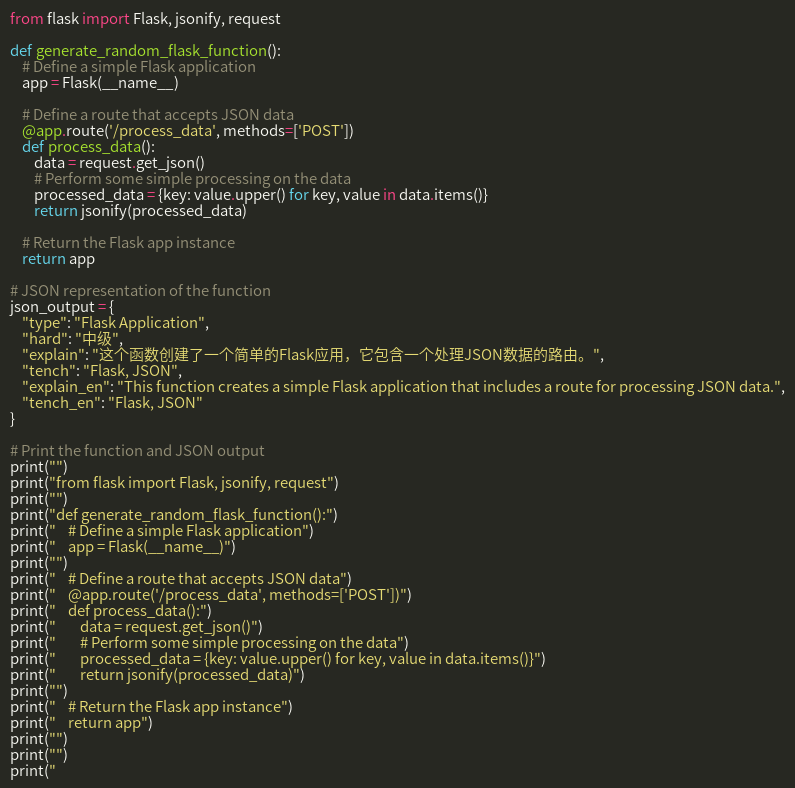 from flask import Flask, jsonify, request

def generate_random_flask_function():
    # Define a simple Flask application
    app = Flask(__name__)

    # Define a route that accepts JSON data
    @app.route('/process_data', methods=['POST'])
    def process_data():
        data = request.get_json()
        # Perform some simple processing on the data
        processed_data = {key: value.upper() for key, value in data.items()}
        return jsonify(processed_data)

    # Return the Flask app instance
    return app

# JSON representation of the function
json_output = {
    "type": "Flask Application",
    "hard": "中级",
    "explain": "这个函数创建了一个简单的Flask应用，它包含一个处理JSON数据的路由。",
    "tench": "Flask, JSON",
    "explain_en": "This function creates a simple Flask application that includes a route for processing JSON data.",
    "tench_en": "Flask, JSON"
}

# Print the function and JSON output
print("")
print("from flask import Flask, jsonify, request")
print("")
print("def generate_random_flask_function():")
print("    # Define a simple Flask application")
print("    app = Flask(__name__)")
print("")
print("    # Define a route that accepts JSON data")
print("    @app.route('/process_data', methods=['POST'])")
print("    def process_data():")
print("        data = request.get_json()")
print("        # Perform some simple processing on the data")
print("        processed_data = {key: value.upper() for key, value in data.items()}")
print("        return jsonify(processed_data)")
print("")
print("    # Return the Flask app instance")
print("    return app")
print("")
print("")
print("